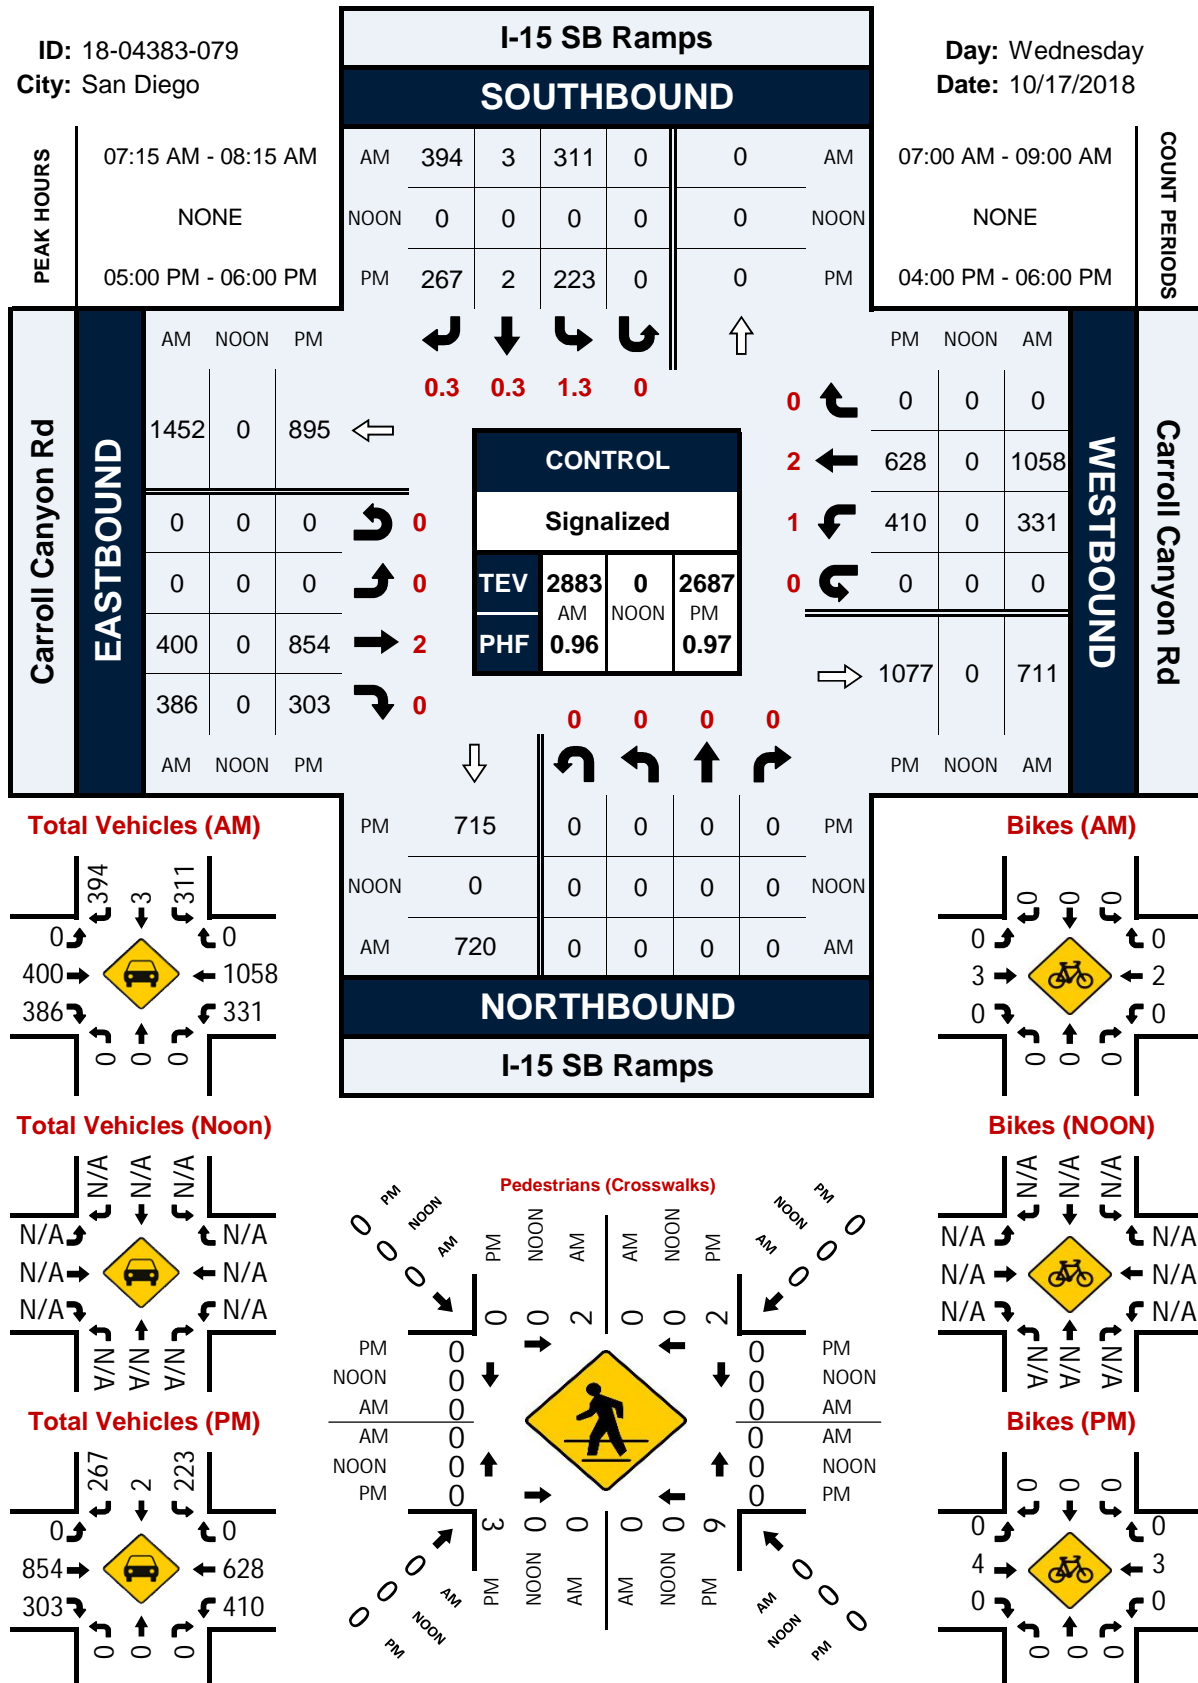 ID: 18-04383-079
City: San Diego
I-15 SB Ramps
SOUTHBOUND
Day: Wednesday
Date: 10/17/2018
PEAK HOURS
07:15 AM - 08:15 AM
NONE
05:00 PM - 06:00 PM
AM 394 3 311 0 0 AM
NOON 0 0 0 0 0 NOON
PM 267 2 223 0 0 PM
07:00 AM - 09:00 AM
NONE
04:00 PM - 06:00 PM
COUNT PERIODS
0.3 0.3 1.3 0
Carroll Canyon Rd
EASTBOUND
AM NOON PM
1452 0 895
0 0 0 0
0 0 0 0
400 0 854 2
386 0 303 0
AM NOON PM
CONTROL
Signalized
TEV 2883 0 2687
AM NOON PM
PHF 0.96 0.97
PM NOON AM
0 0 0 0
2 628 0 1058
1 410 0 331
0 0 0 0
1077 0 711
PM NOON AM
WESTBOUND
Carroll Canyon Rd
0 0 0 0
PM 715 0 0 0 0 PM
NOON 0 0 0 0 0 NOON
AM 720 0 0 0 0 AM
NORTHBOUND
I-15 SB Ramps
Total Vehicles (AM)
394 3 311
0 0
400 1058
386 331
0 0 0
Bikes (AM)
0 0 0
0 0
3 2
0 0
0 0 0
Total Vehicles (Noon)
N/A N/A N/A
N/A N/A
N/A N/A
N/A N/A
N/A N/A N/A
Bikes (NOON)
N/A N/A N/A
N/A N/A
N/A N/A
N/A N/A
N/A N/A N/A
Pedestrians (Crosswalks)
PM NOON AM
0 0 0
PM NOON AM AM NOON PM
0 0 2 0 0 2
PM NOON AM
0 0 0
PM 0 0 PM
NOON 0 0 NOON
AM 0 0 AM
AM 0 0 AM
NOON 0 0 NOON
PM 0 0 PM
3 0 0 0 0 6
PM NOON AM AM NOON PM
0 0 0
AM NOON PM
0 0 0
AM NOON PM
Total Vehicles (PM)
267 2 223
0 0
854 628
303 410
0 0 0
Bikes (PM)
0 0 0
0 0
4 3
0 0
0 0 0